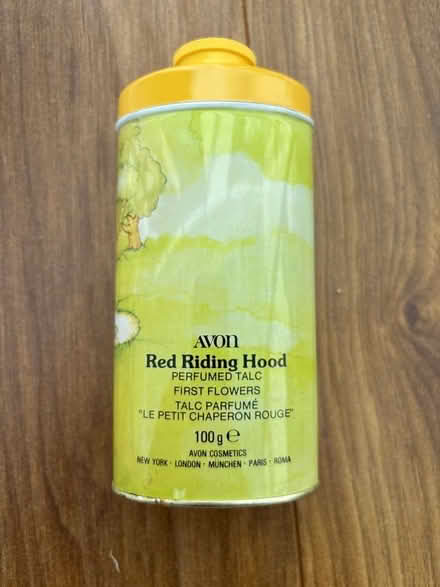 AVON
Red Riding Hood
PERFUMED TALC
FIRST FLOWERS
TALC PARFUMÉ
"LE PETIT CHAPERON ROUGE"
100 g ℮
AVON COSMETICS
NEW YORK · LONDON · MÜNCHEN · PARIS · ROMA